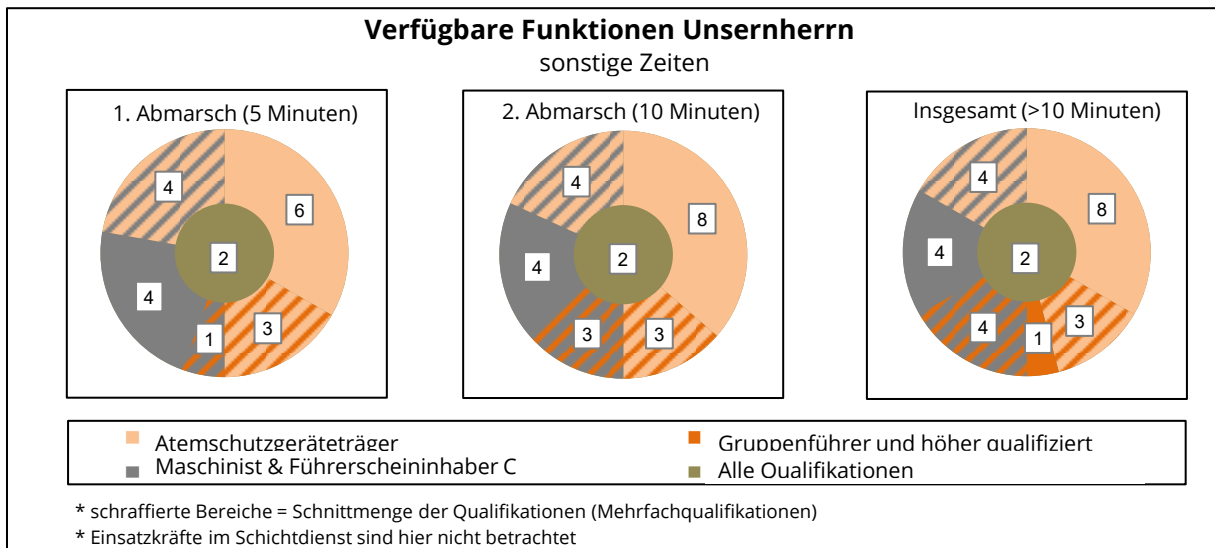 Verfügbare Funktionen Unsernherrn
sonstige Zeiten
1. Abmarsch (5 Minuten)
4
6
2
4
1
3
2. Abmarsch (10 Minuten)
4
8
2
4
3
3
Insgesamt (>10 Minuten)
4
8
2
4
4
1
3
Atemschutzgeräteträger
Gruppenführer und höher qualifiziert
Maschinist & Führerscheininhaber C
Alle Qualifikationen
* schraffierte Bereiche = Schnittmenge der Qualifikationen (Mehrfachqualifikationen)
* Einsatzkräfte im Schichtdienst sind hier nicht betrachtet